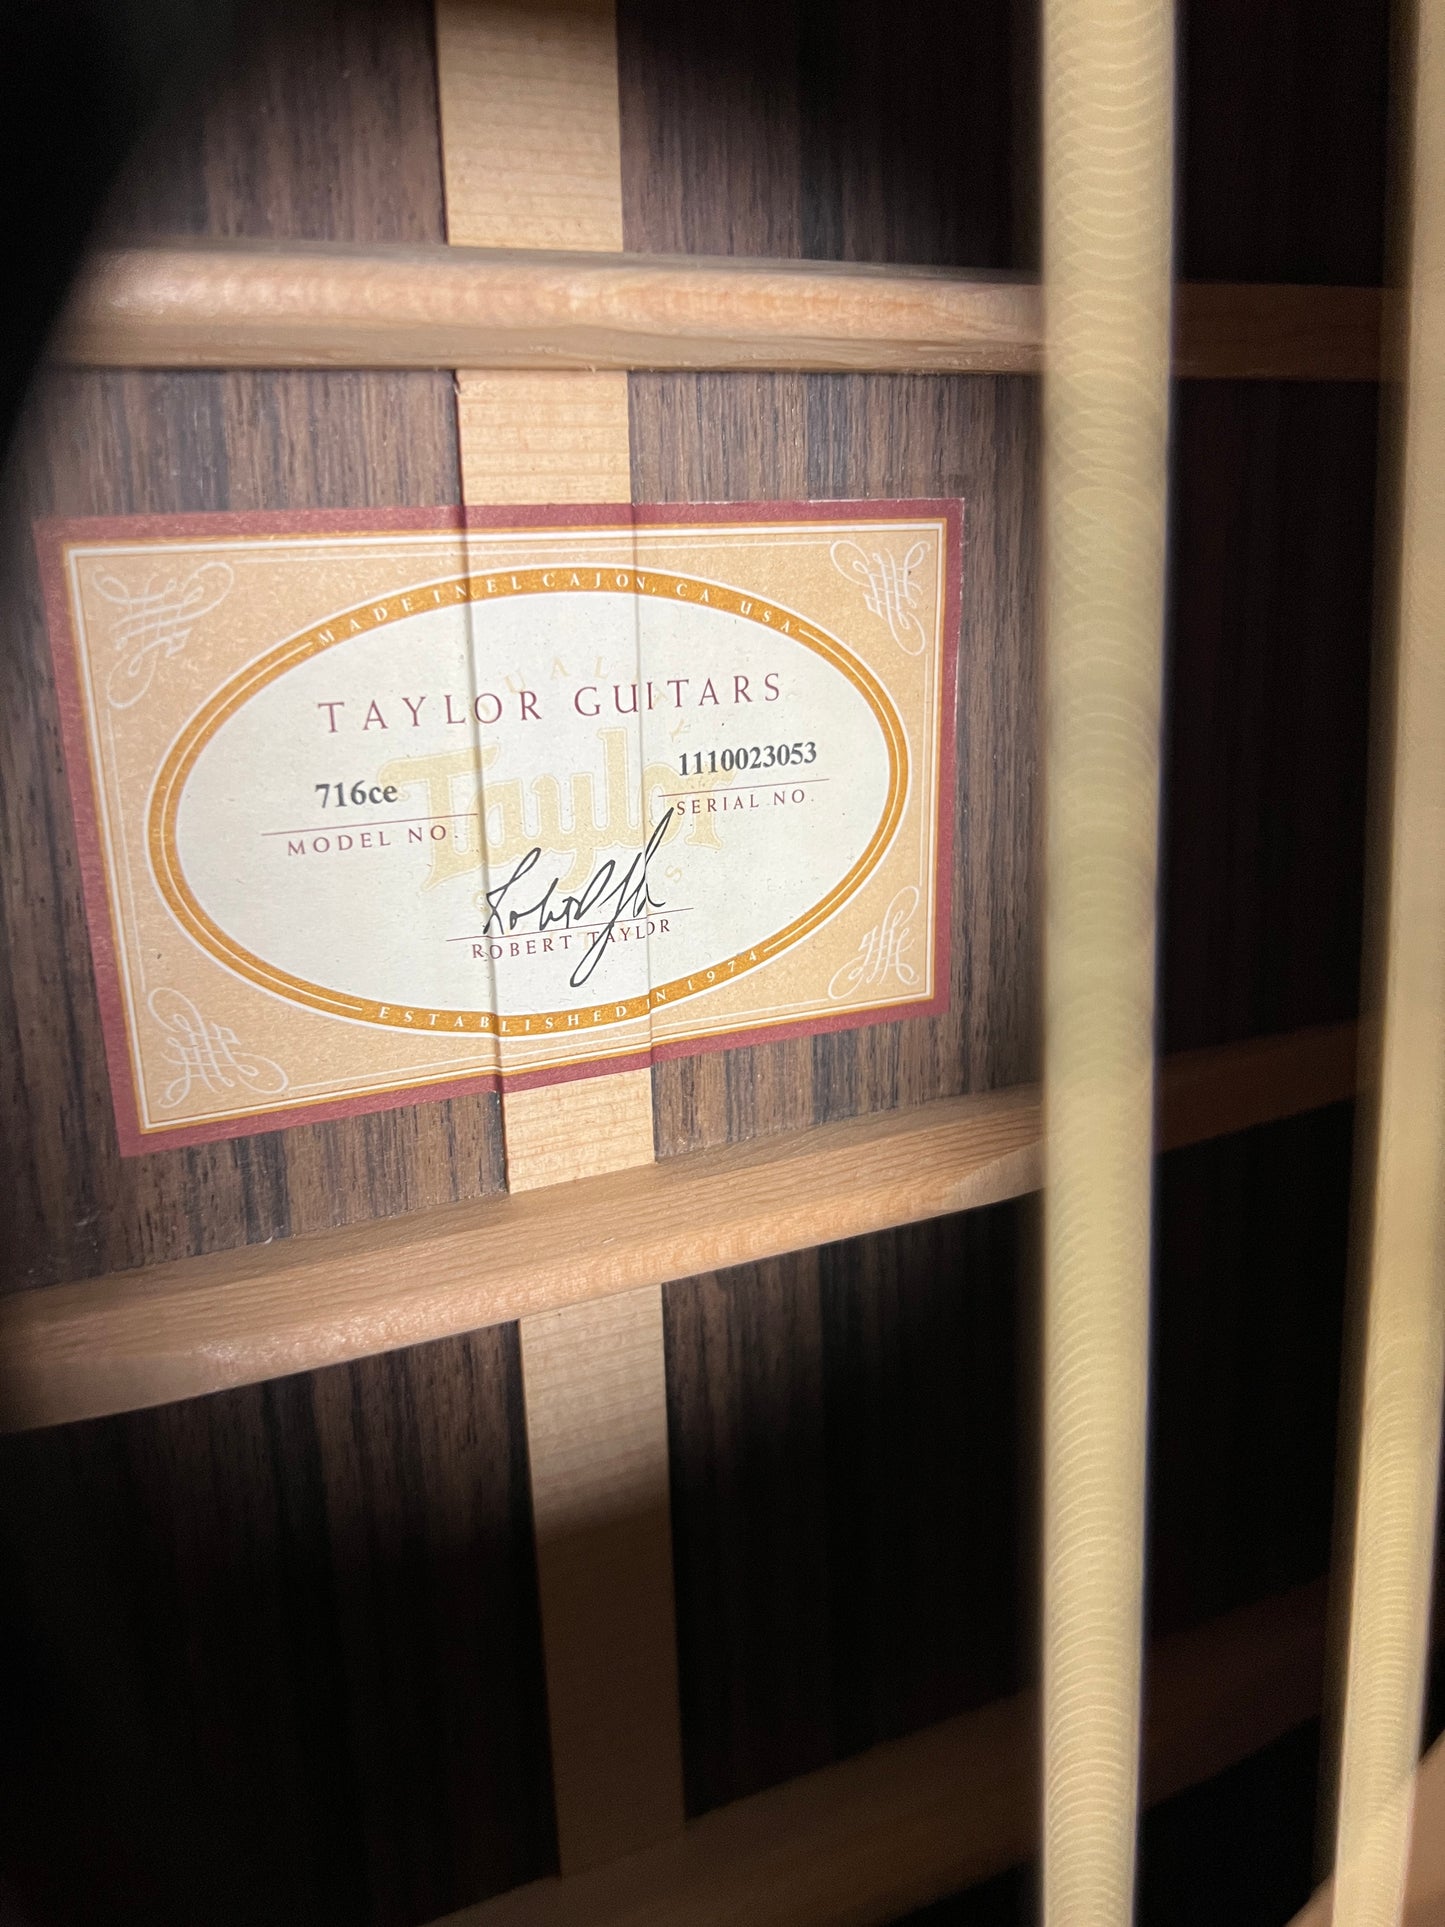 MADE IN EL CAJON, CA USA
TAYLOR GUITARS
Taylor
716ce
1110023053
MODEL NO.
SERIAL NO.
ROBERT TAYLOR
ESTABLISHED IN 1974